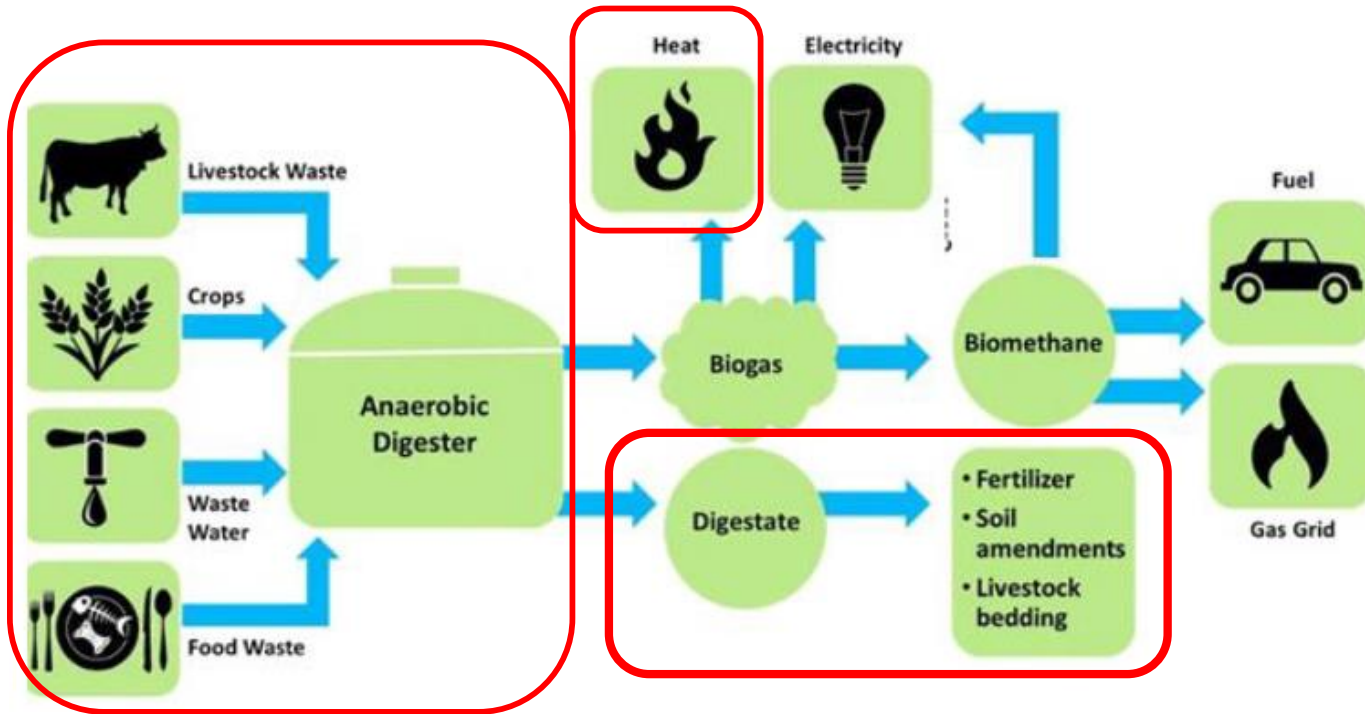 Heat
Electricity
Livestock Waste
Fuel
Crops
Anaerobic
Digester
Biogas
Biomethane
Waste
Water
Digestate
• Fertilizer
• Soil
amendments
• Livestock
bedding
Gas Grid
Food Waste